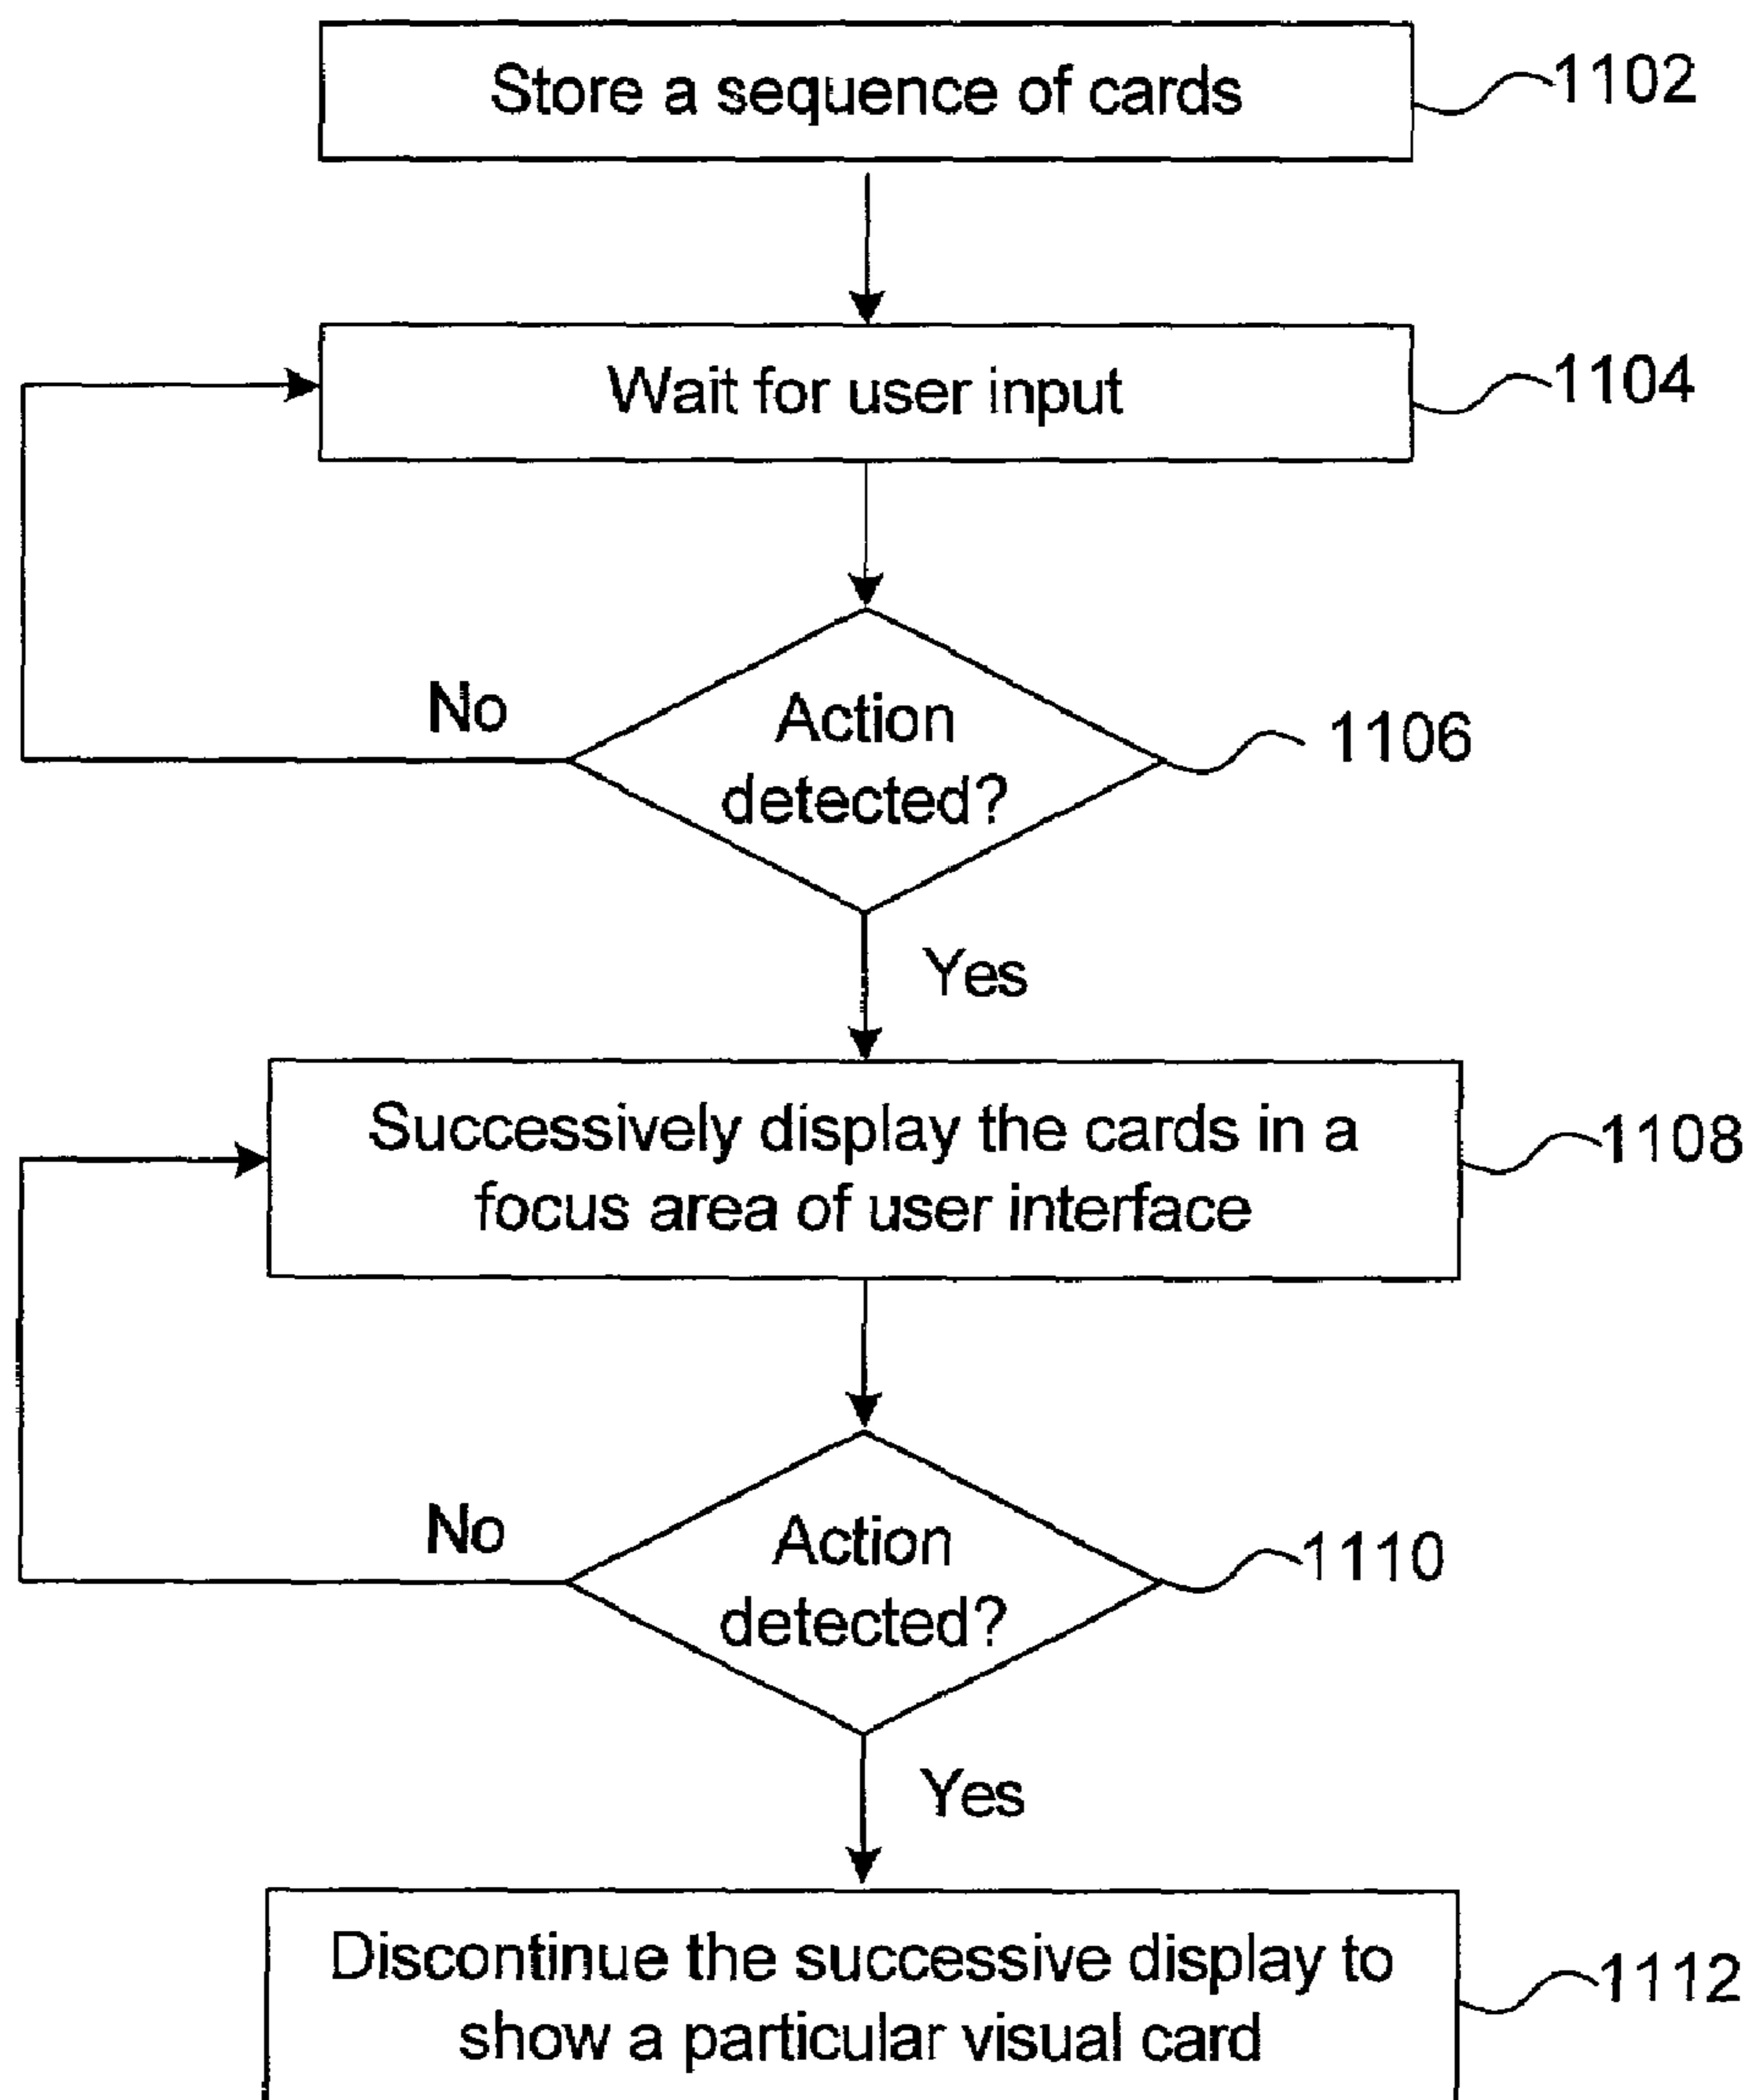 Store a sequence of cards
1102
Wait for user input
1104
No
Action
detected?
1106
Yes
Successively display the cards in a
focus area of user interface
1108
No
Action
detected?
1110
Yes
Discontinue the successive display to
show a particular visual card
1112